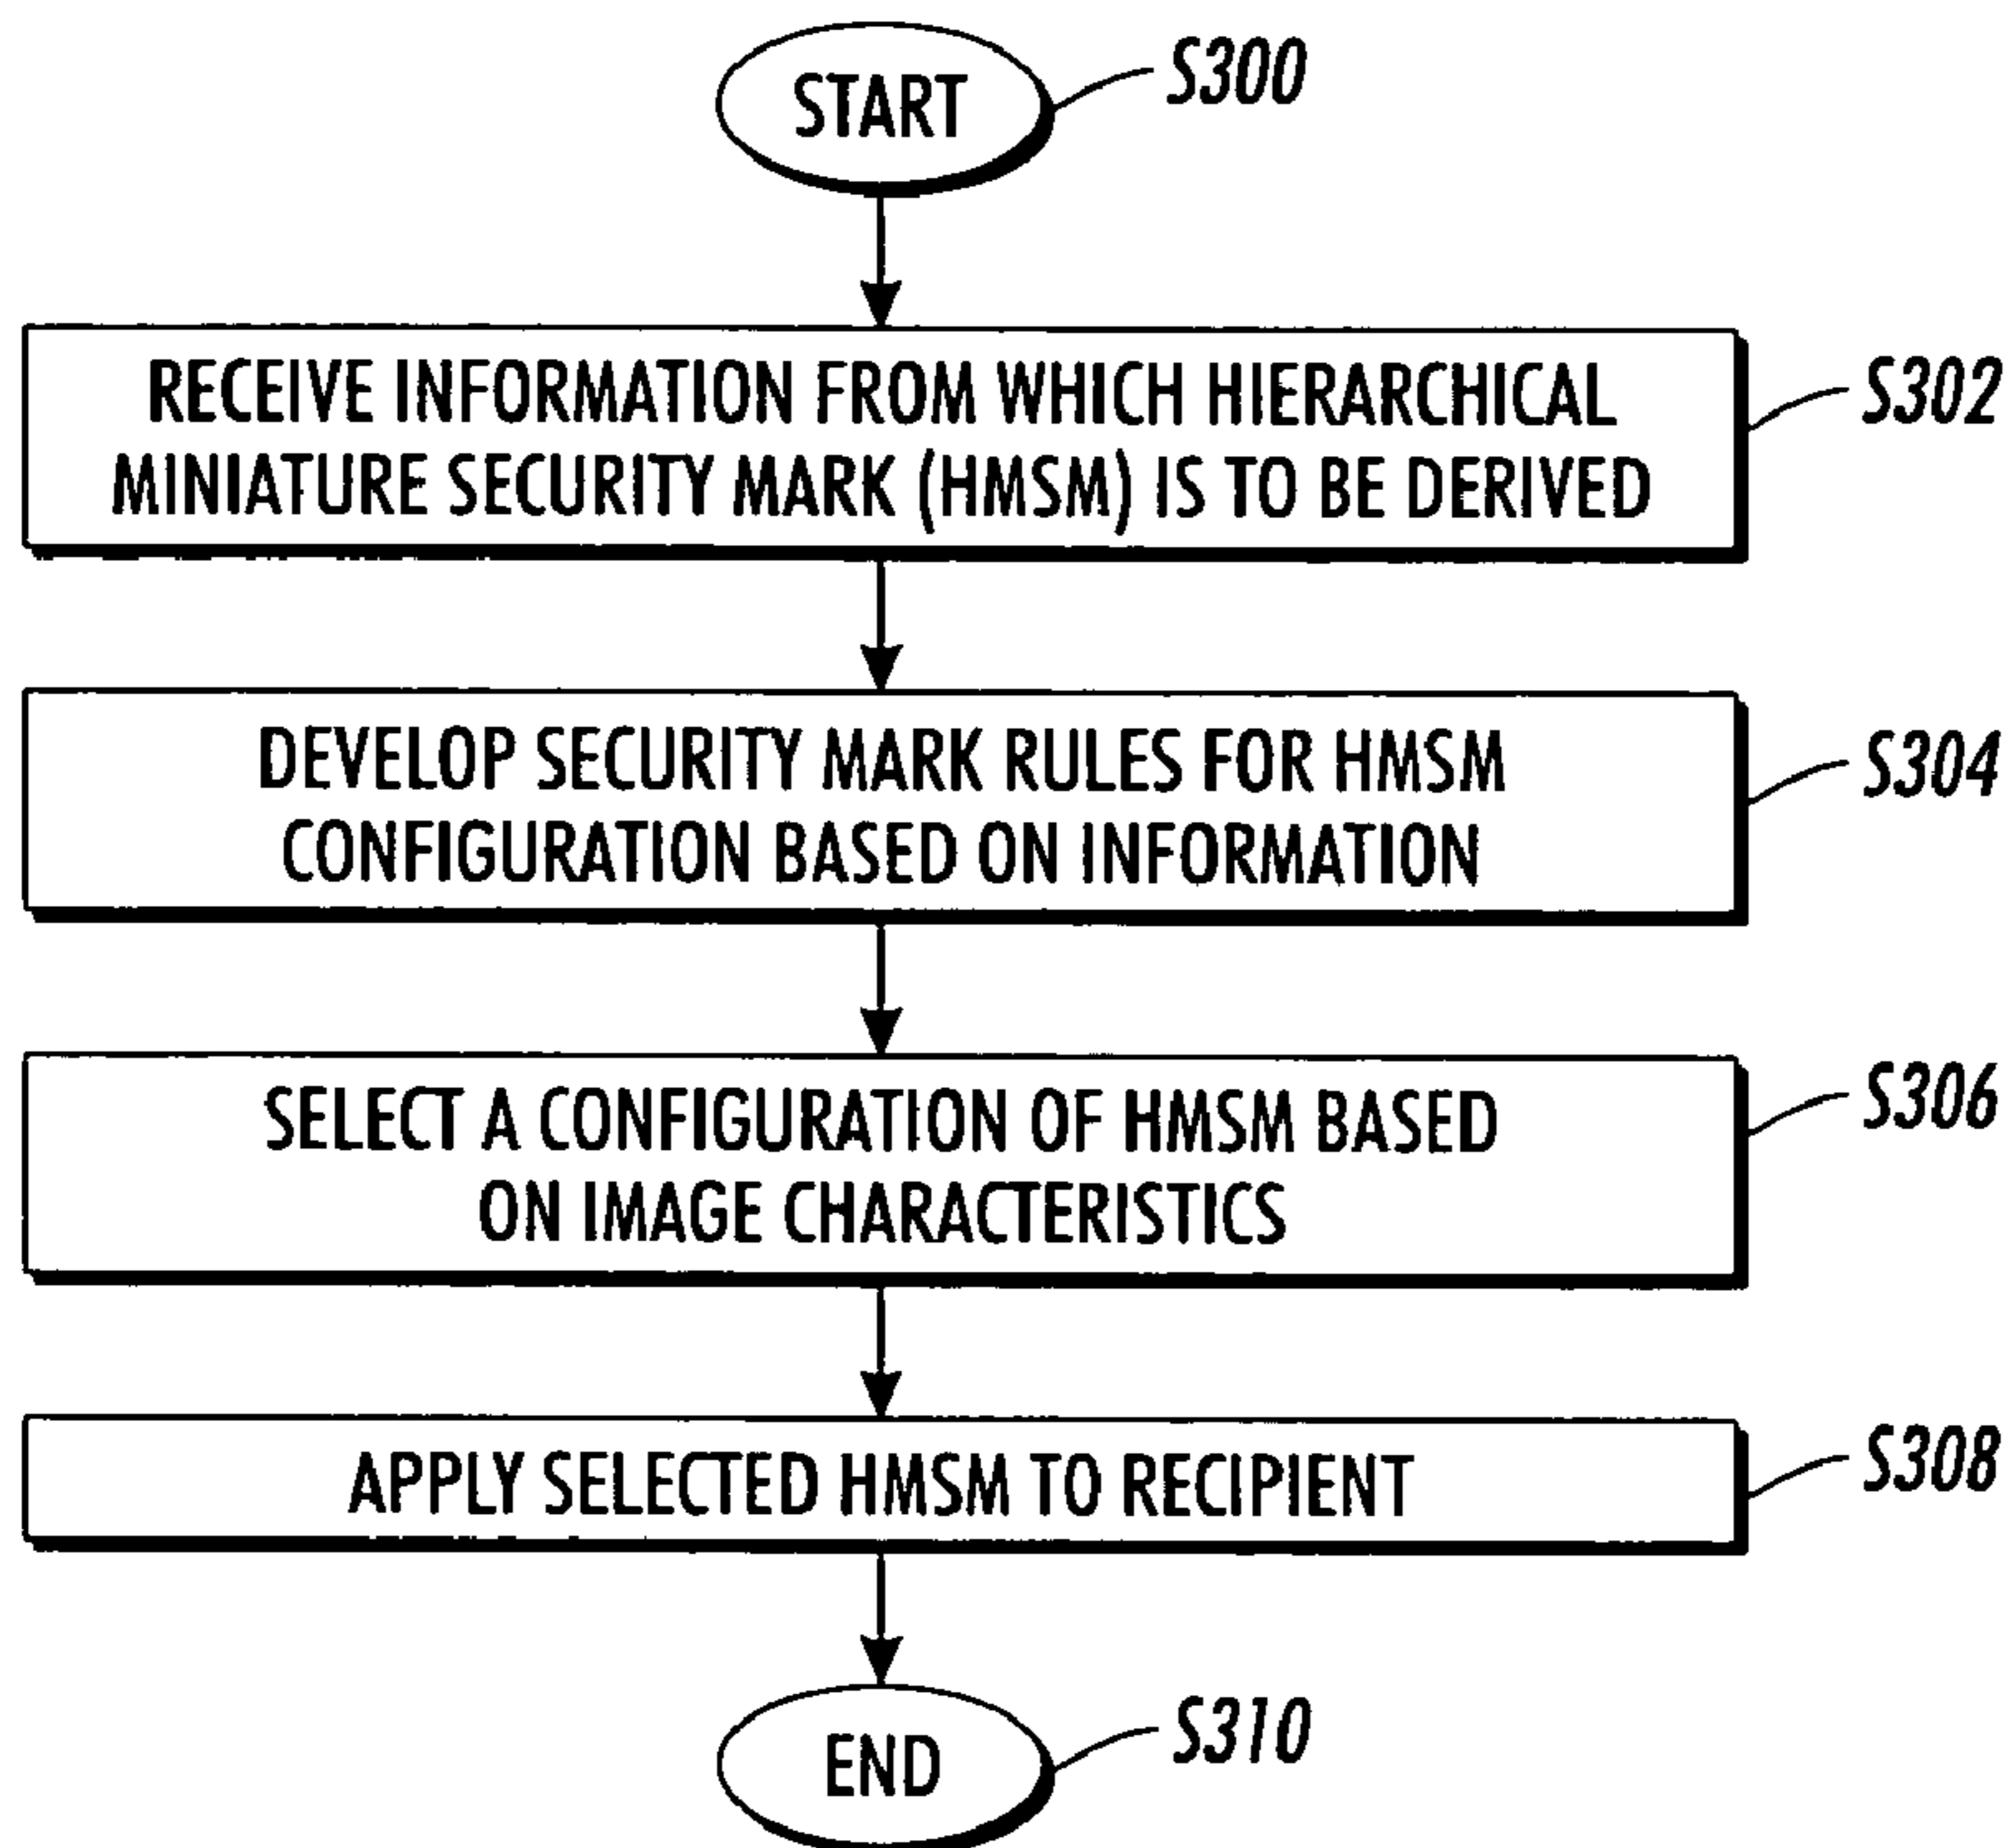 START
S300
RECEIVE INFORMATION FROM WHICH HIERARCHICAL
MINIATURE SECURITY MARK (HMSM) IS TO BE DERIVED
S302
DEVELOP SECURITY MARK RULES FOR HMSM
CONFIGURATION BASED ON INFORMATION
S304
SELECT A CONFIGURATION OF HMSM BASED
ON IMAGE CHARACTERISTICS
S306
APPLY SELECTED HMSM TO RECIPIENT
S308
END
S310